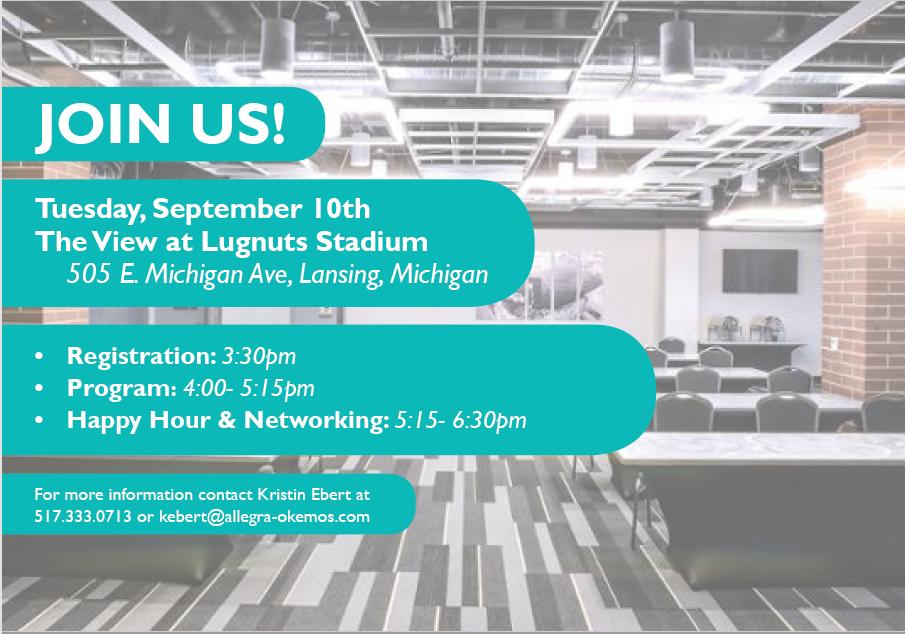 JOIN US!
Tuesday, September 10th
The View at Lugnuts Stadium
505 E. Michigan Ave, Lansing, Michigan
• Registration: 3:30pm
• Program: 4:00- 5:15pm
• Happy Hour & Networking: 5:15- 6:30pm
For more information contact Kristin Ebert at
517.333.0713 or kebert@allegra-okemos.com